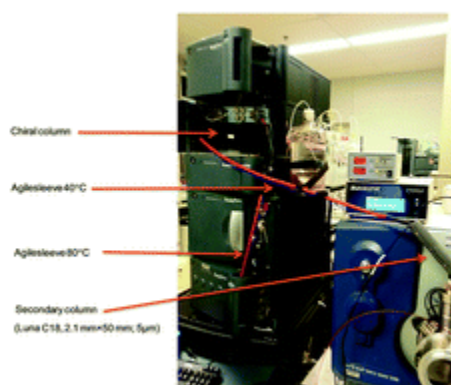 Chiral column
Agilesleeve 40°C
Agilesleeve 80°C
Secondary column
(Luna C18, 2.1 mm×50 mm; 5µm)